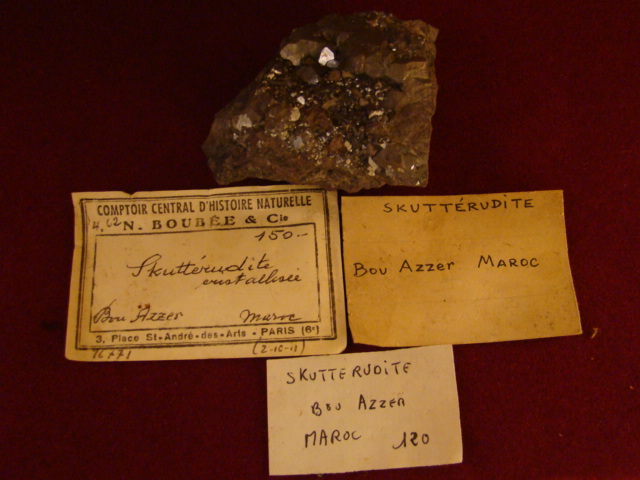 COMPTOIR CENTRAL D'HISTOIRE NATURELLE
N. BOUBÉE & Cie
150.-
Skuttérudite
cristallisée
Bou Azzer Maroc
3, Place St-André-des-Arts - PARIS (6e)
SKUTTÉRUDITE
BOU AZZER MAROC
SKUTTERUDITE
BOU AZZER
MAROC 120